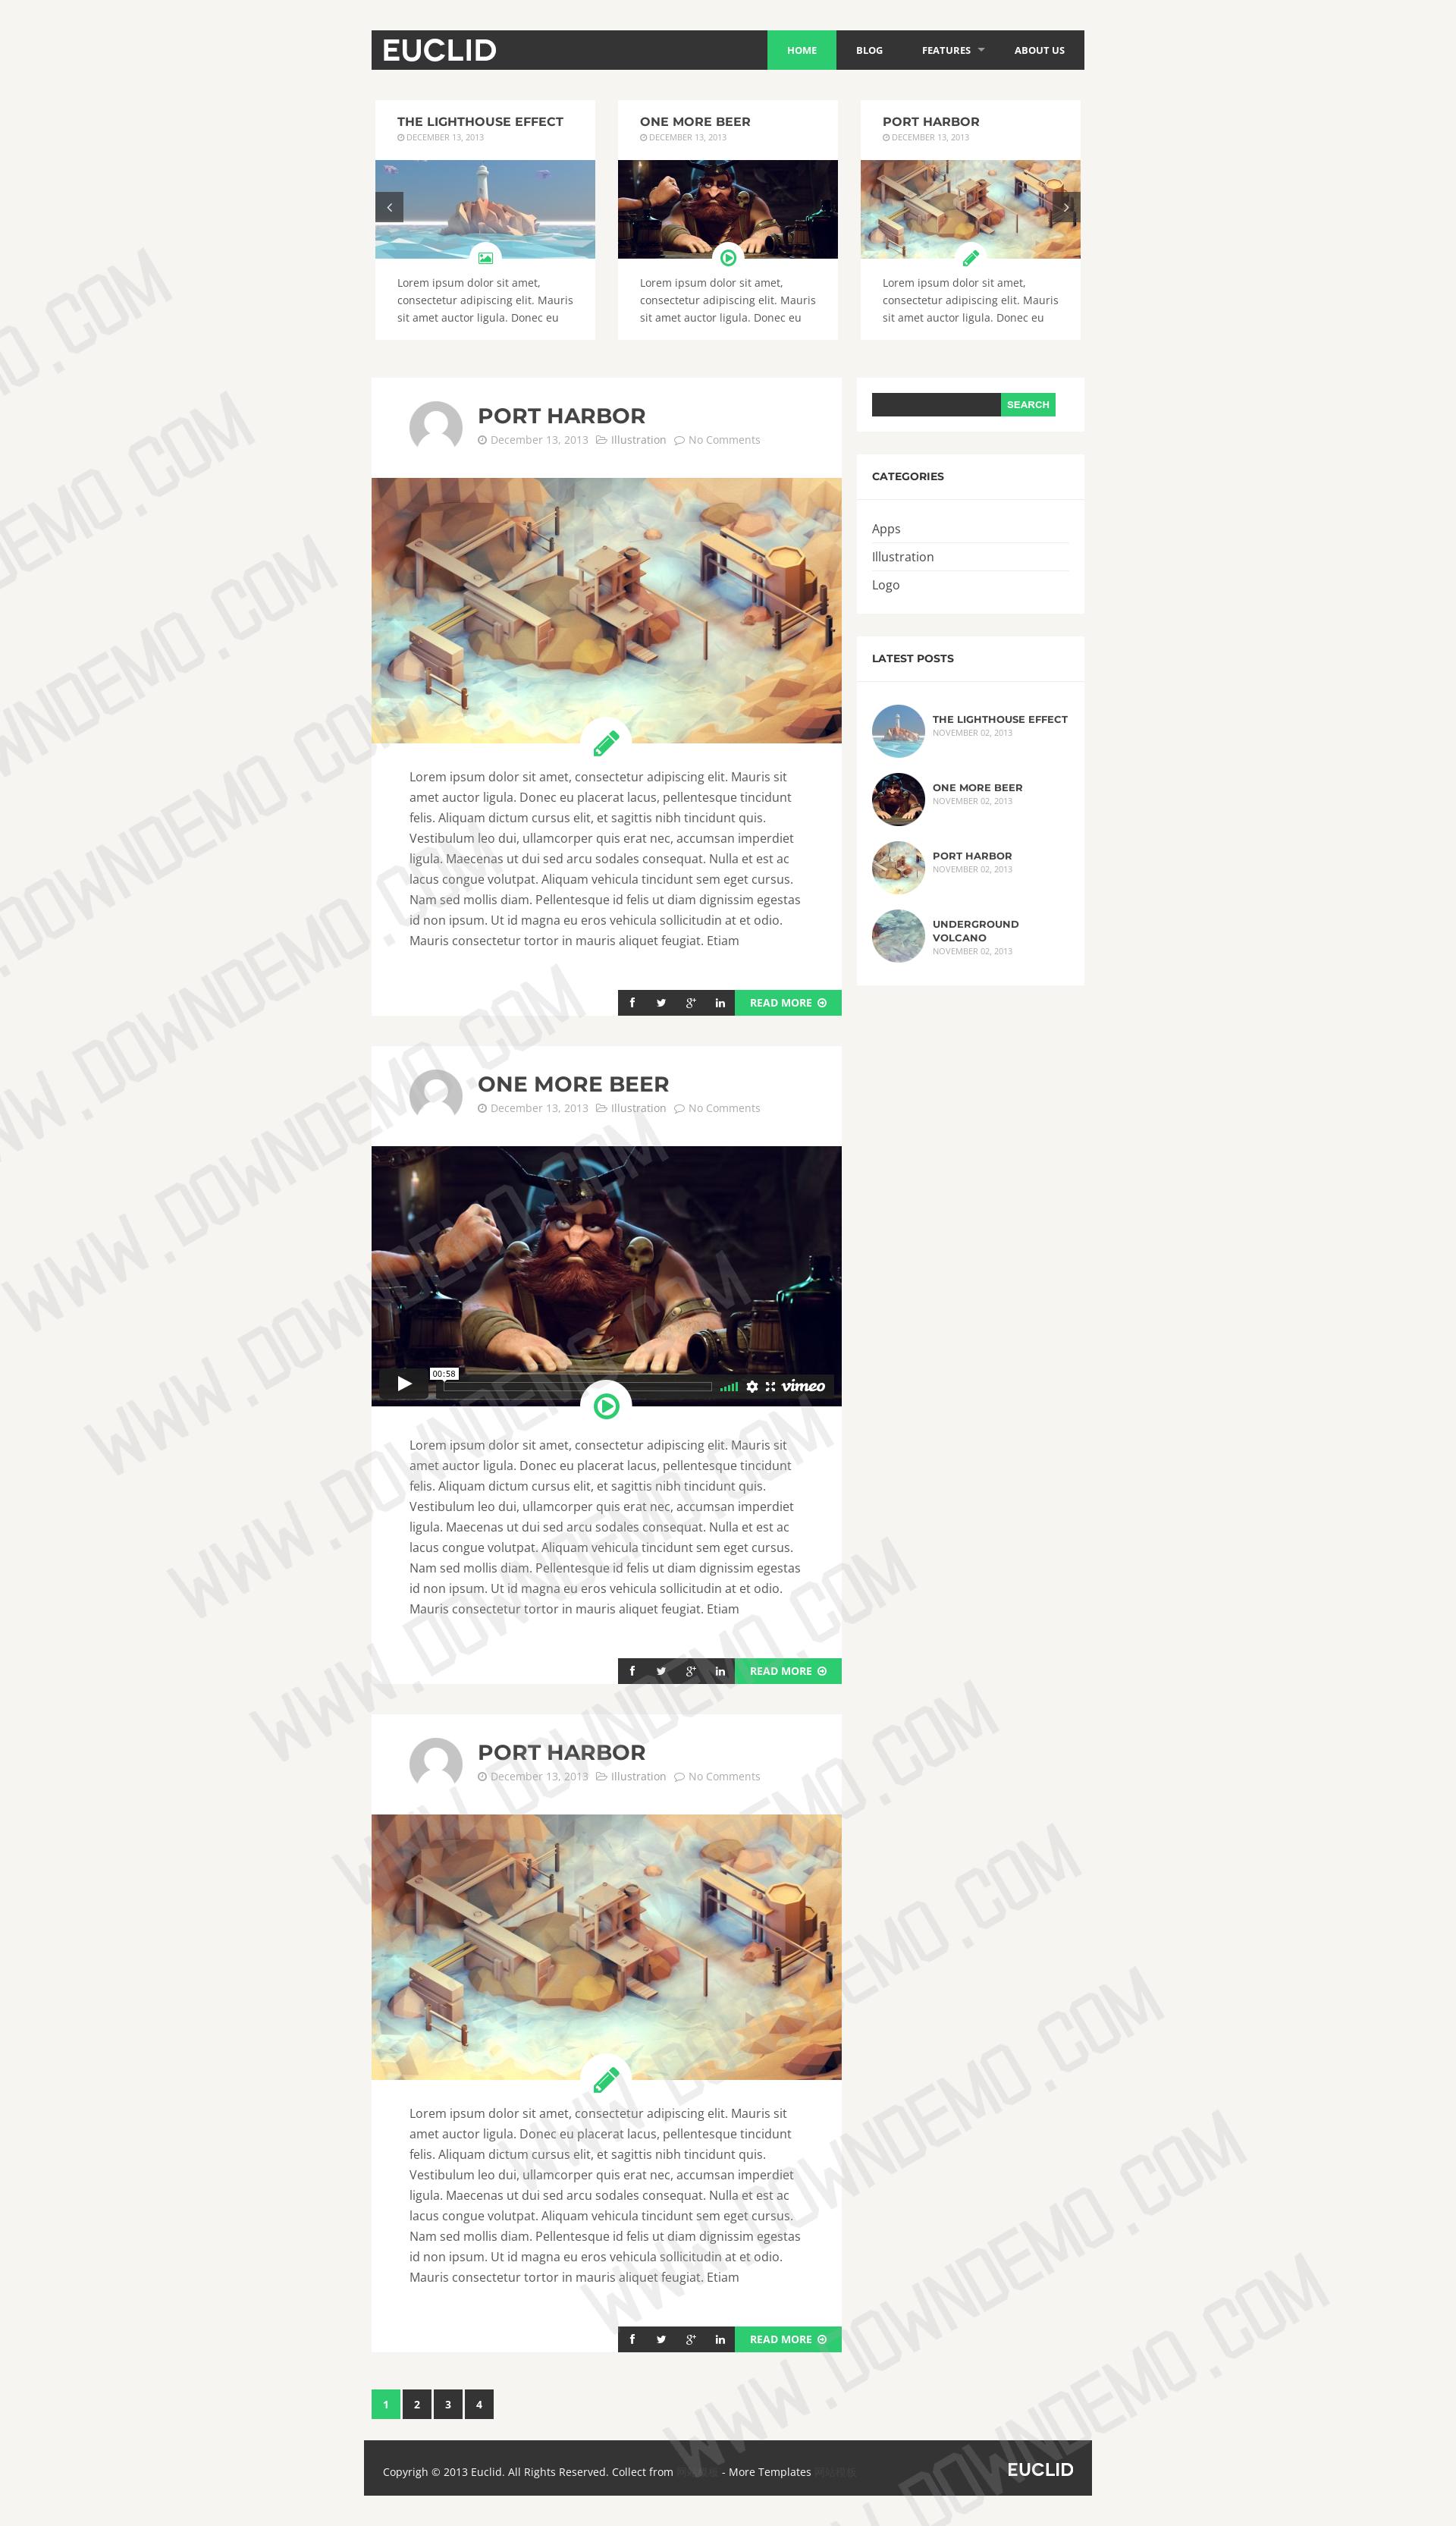 EUCLID
HOME BLOG FEATURES ABOUT US
THE LIGHTHOUSE EFFECT
DECEMBER 13, 2013
Lorem ipsum dolor sit amet,
consectetur adipiscing elit. Mauris
sit amet auctor ligula. Donec eu
ONE MORE BEER
DECEMBER 13, 2013
Lorem ipsum dolor sit amet,
consectetur adipiscing elit. Mauris
sit amet auctor ligula. Donec eu
PORT HARBOR
DECEMBER 13, 2013
Lorem ipsum dolor sit amet,
consectetur adipiscing elit. Mauris
sit amet auctor ligula. Donec eu
PORT HARBOR
December 13, 2013 Illustration No Comments
Lorem ipsum dolor sit amet, consectetur adipiscing elit. Mauris sit
amet auctor ligula. Donec eu placerat lacus, pellentesque tincidunt
felis. Aliquam dictum cursus elit, et sagittis nibh tincidunt quis.
Vestibulum leo dui, ullamcorper quis erat nec, accumsan imperdiet
ligula. Maecenas ut dui sed arcu sodales consequat. Nulla et est ac
lacus congue volutpat. Aliquam vehicula tincidunt sem eget cursus.
Nam sed mollis diam. Pellentesque id felis ut diam dignissim egestas
id non ipsum. Ut id magna eu eros vehicula sollicitudin at et odio.
Mauris consectetur tortor in mauris aliquet feugiat. Etiam
READ MORE
ONE MORE BEER
December 13, 2013 Illustration No Comments
00:58
vimeo
Lorem ipsum dolor sit amet, consectetur adipiscing elit. Mauris sit
amet auctor ligula. Donec eu placerat lacus, pellentesque tincidunt
felis. Aliquam dictum cursus elit, et sagittis nibh tincidunt quis.
Vestibulum leo dui, ullamcorper quis erat nec, accumsan imperdiet
ligula. Maecenas ut dui sed arcu sodales consequat. Nulla et est ac
lacus congue volutpat. Aliquam vehicula tincidunt sem eget cursus.
Nam sed mollis diam. Pellentesque id felis ut diam dignissim egestas
id non ipsum. Ut id magna eu eros vehicula sollicitudin at et odio.
Mauris consectetur tortor in mauris aliquet feugiat. Etiam
READ MORE
PORT HARBOR
December 13, 2013 Illustration No Comments
Lorem ipsum dolor sit amet, consectetur adipiscing elit. Mauris sit
amet auctor ligula. Donec eu placerat lacus, pellentesque tincidunt
felis. Aliquam dictum cursus elit, et sagittis nibh tincidunt quis.
Vestibulum leo dui, ullamcorper quis erat nec, accumsan imperdiet
ligula. Maecenas ut dui sed arcu sodales consequat. Nulla et est ac
lacus congue volutpat. Aliquam vehicula tincidunt sem eget cursus.
Nam sed mollis diam. Pellentesque id felis ut diam dignissim egestas
id non ipsum. Ut id magna eu eros vehicula sollicitudin at et odio.
Mauris consectetur tortor in mauris aliquet feugiat. Etiam
READ MORE
1 2 3 4
SEARCH
CATEGORIES
Apps
Illustration
Logo
LATEST POSTS
THE LIGHTHOUSE EFFECT
NOVEMBER 02, 2013
ONE MORE BEER
NOVEMBER 02, 2013
PORT HARBOR
NOVEMBER 02, 2013
UNDERGROUND
VOLCANO
NOVEMBER 02, 2013
Copyrigh © 2013 Euclid. All Rights Reserved. Collect from - More Templates
EUCLID
WWW.DOWNDEMO.COM